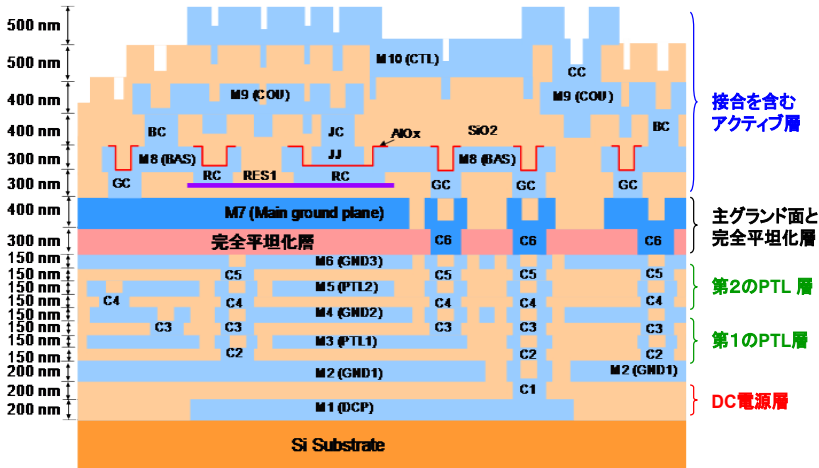 500 nm
500 nm
400 nm
400 nm
300 nm
300 nm
400 nm
300 nm
150 nm
150 nm
150 nm
150 nm
150 nm
150 nm
150 nm
200 nm
200 nm
200 nm
M10 (CTL)
CC
M9 (COU)
M9 (COU)
BC
JC
AlOx
SiO2
BC
M8 (BAS)
JJ
M8 (BAS)
GC
RC
RES1
RC
GC
GC
GC
M7 (Main ground plane)
完全平坦化層
C6
C6
C6
M6 (GND3)
C5
C5
C5
C5
M5 (PTL2)
C4
C4
C4
C4
C4
M4 (GND2)
C3
C3
C3
C3
C3
M3 (PTL1)
C2
C2
C2
M2 (GND1)
M2 (GND1)
C1
M1 (DCP)
Si Substrate
接合を含む
アクティブ層
主グランド面と
完全平坦化層
第2のPTL 層
第1のPTL層
DC電源層